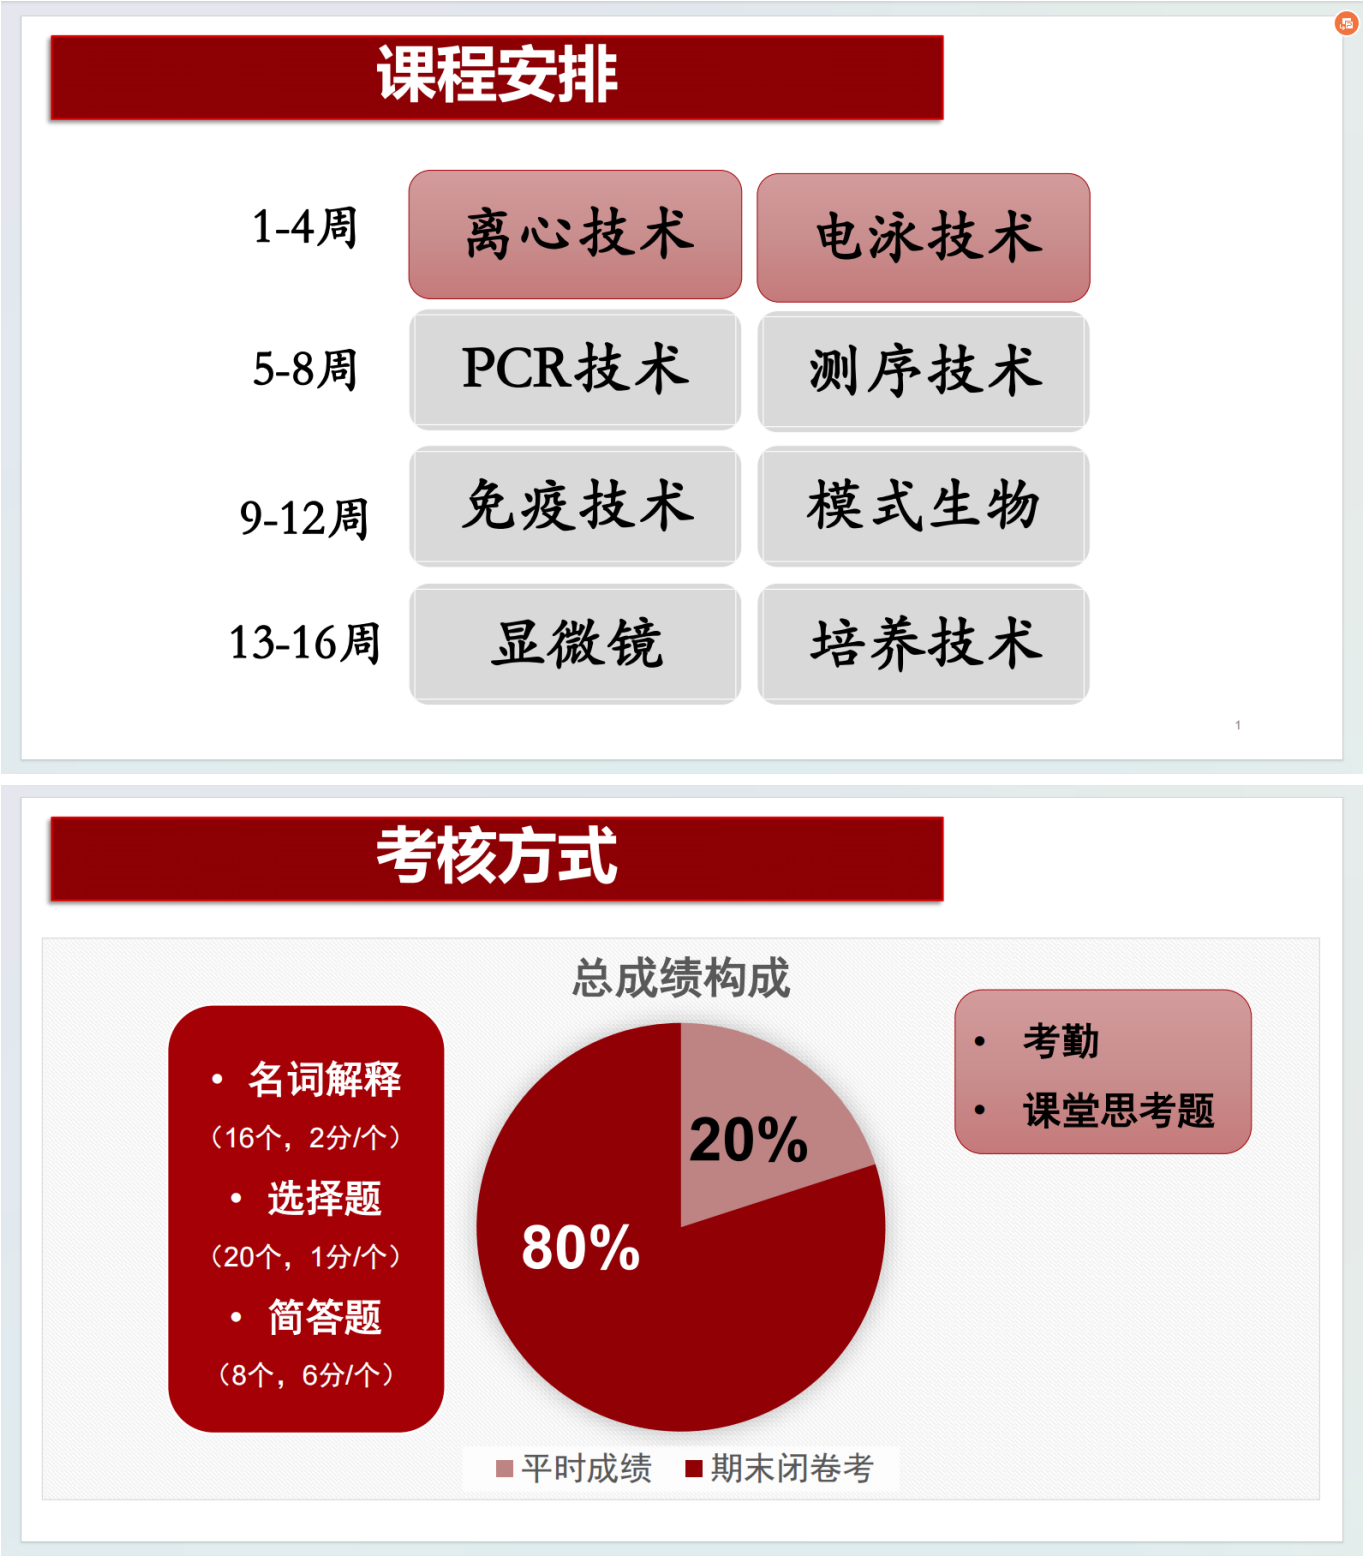 课程安排
1-4周 离心技术 电泳技术
5-8周 PCR技术 测序技术
9-12周 免疫技术 模式生物
13-16周 显微镜 培养技术
1
考核方式
总成绩构成
• 名词解释
（16个，2分/个）
• 选择题
（20个，1分/个）
• 简答题
（8个，6分/个）
20%
80%
• 考勤
• 课堂思考题
平时成绩 期末闭卷考